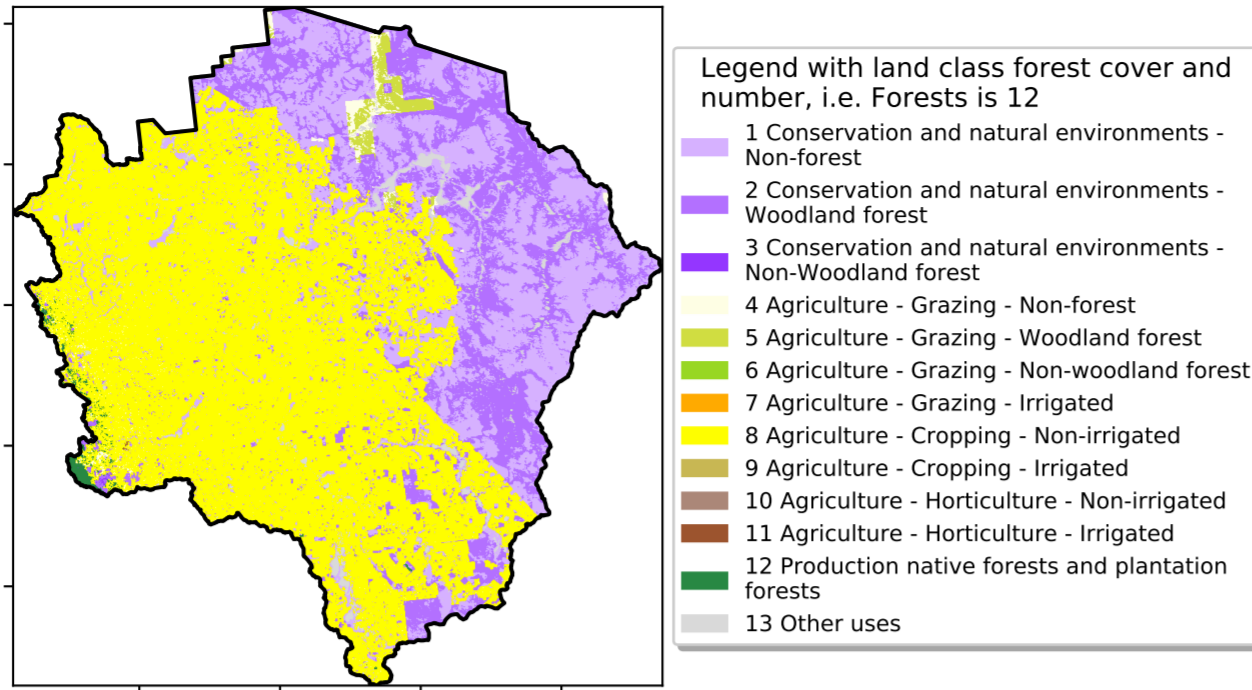 Legend with land class forest cover and
number, i.e. Forests is 12
1 Conservation and natural environments -
Non-forest
2 Conservation and natural environments -
Woodland forest
3 Conservation and natural environments -
Non-Woodland forest
4 Agriculture - Grazing - Non-forest
5 Agriculture - Grazing - Woodland forest
6 Agriculture - Grazing - Non-woodland forest
7 Agriculture - Grazing - Irrigated
8 Agriculture - Cropping - Non-irrigated
9 Agriculture - Cropping - Irrigated
10 Agriculture - Horticulture - Non-irrigated
11 Agriculture - Horticulture - Irrigated
12 Production native forests and plantation
forests
13 Other uses